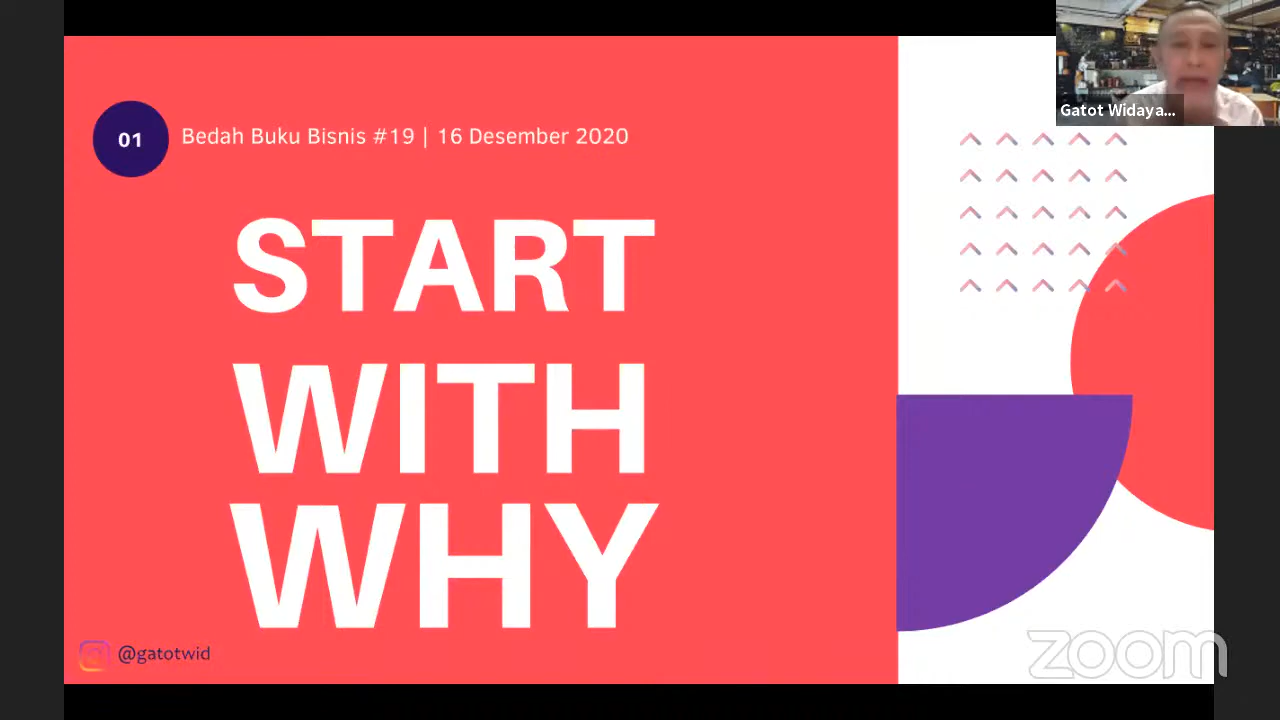 Gatot Widaya...
01
Bedah Buku Bisnis #19 | 16 Desember 2020
START
WITH
WHY
@gatotwid
zoom